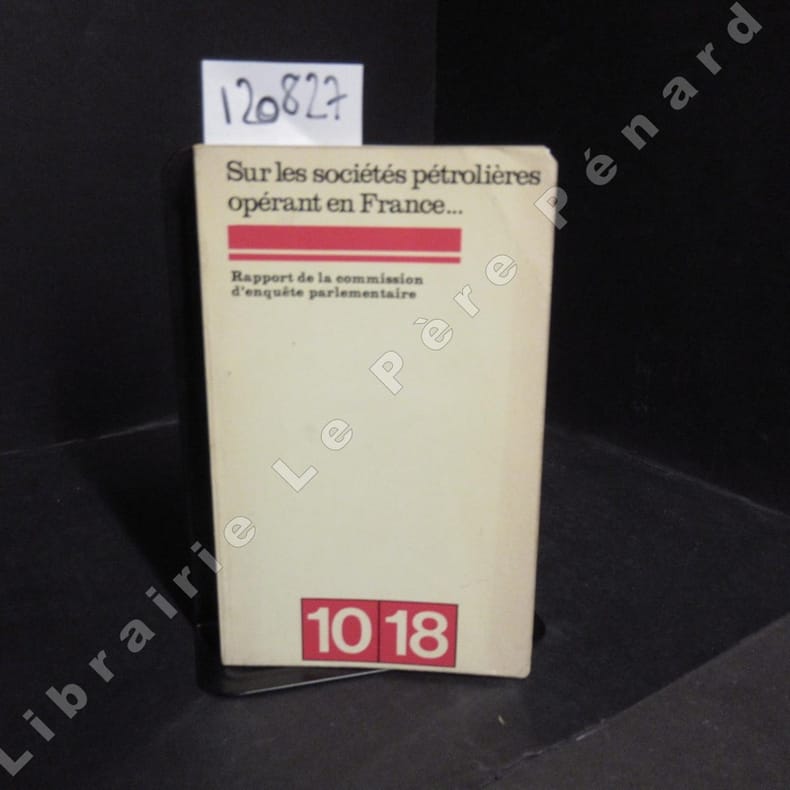 120827
Sur les sociétés pétrolières
opérant en France...
Rapport de la commission
d'enquête parlementaire
10 18
Librairie Le Père Pénard